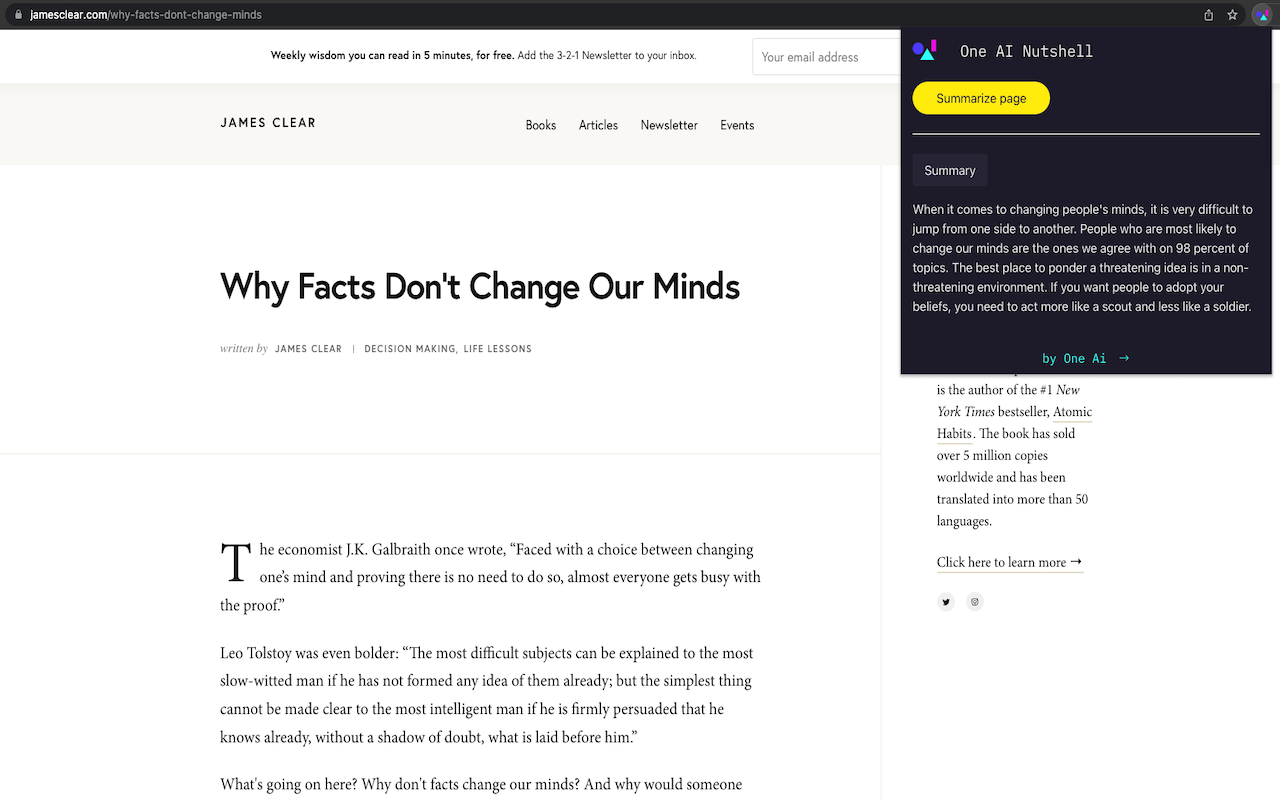 jamesclear.com/why-facts-dont-change-minds
Weekly wisdom you can read in 5 minutes, for free. Add the 3-2-1 Newsletter to your inbox.
Your email address
JAMES CLEAR
Books
Articles
Newsletter
Events
Why Facts Don't Change Our Minds
written by JAMES CLEAR | DECISION MAKING, LIFE LESSONS
The economist J.K. Galbraith once wrote, “Faced with a choice between changing
one’s mind and proving there is no need to do so, almost everyone gets busy with
the proof.”
Leo Tolstoy was even bolder: “The most difficult subjects can be explained to the most
slow-witted man if he has not formed any idea of them already; but the simplest thing
cannot be made clear to the most intelligent man if he is firmly persuaded that he
knows already, without a shadow of doubt, what is laid before him.”
What's going on here? Why don't facts change our minds? And why would someone
One AI Nutshell
Summarize page
Summary
When it comes to changing people's minds, it is very difficult to
jump from one side to another. People who are most likely to
change our minds are the ones we agree with on 98 percent of
topics. The best place to ponder a threatening idea is in a non-
threatening environment. If you want people to adopt your
beliefs, you need to act more like a scout and less like a soldier.
by One Ai →
is the author of the #1 New
York Times bestseller, Atomic
Habits. The book has sold
over 5 million copies
worldwide and has been
translated into more than 50
languages.
Click here to learn more →